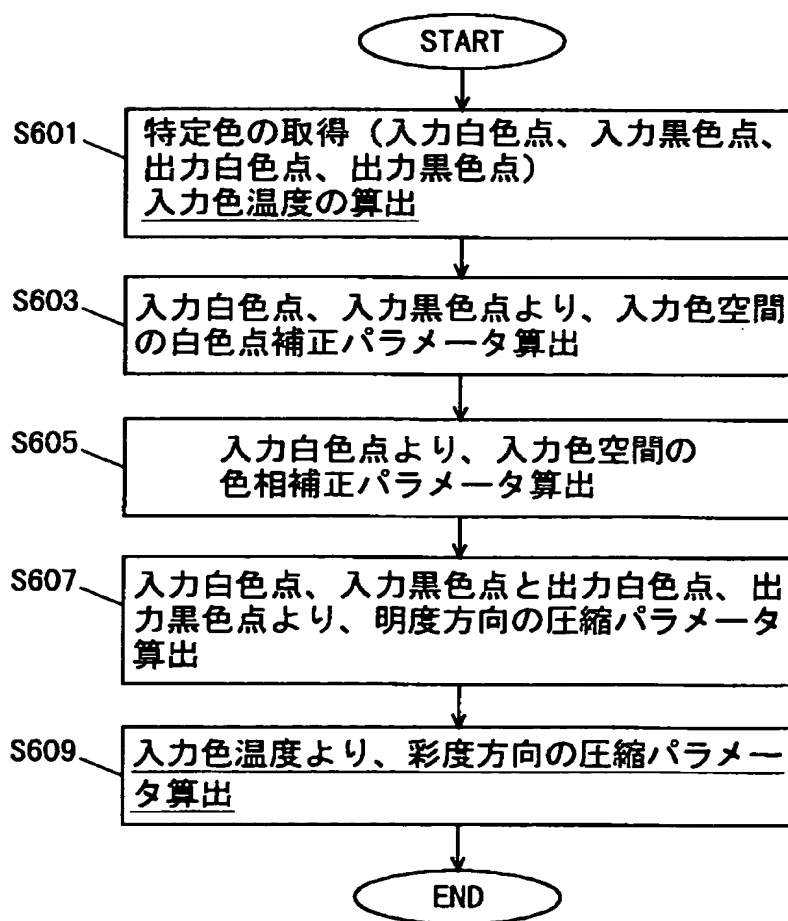 START
S601
特定色の取得（入力白色点、入力黒色点、
出力白色点、出力黒色点）
入力色温度の算出
S603
入力白色点、入力黒色点より、入力色空間
の白色点補正パラメータ算出
S605
入力白色点より、入力色空間の
色相補正パラメータ算出
S607
入力白色点、入力黒色点と出力白色点、出
力黒色点より、明度方向の圧縮パラメータ
算出
S609
入力色温度より、彩度方向の圧縮パラメー
タ算出
END